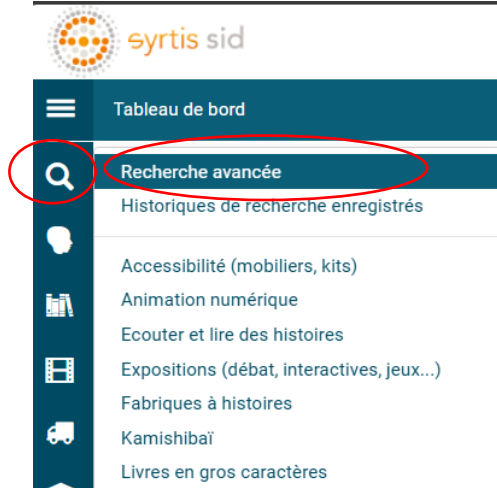 syrtis sid
Tableau de bord
Recherche avancée
Historiques de recherche enregistrés
Accessibilité (mobiliers, kits)
Animation numérique
Ecouter et lire des histoires
Expositions (débat, interactives, jeux...)
Fabriques à histoires
Kamishibaï
Livres en gros caractères